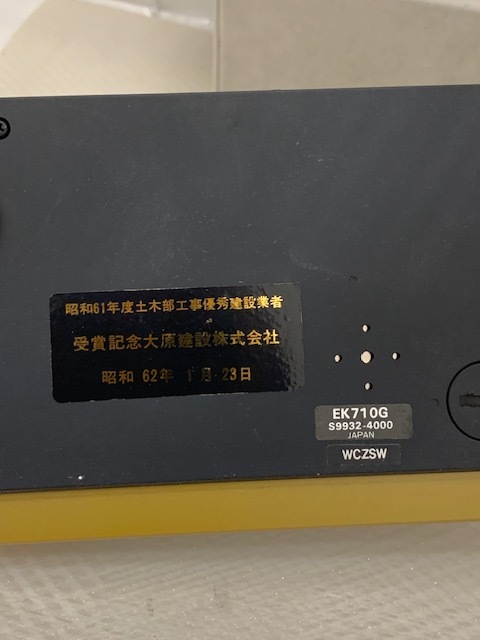 昭和61年度土木部工事優秀建設業者
受賞記念大原建設株式会社
昭和 62年 1月 23日
EK710G
S9932-4000
JAPAN
WCZSW